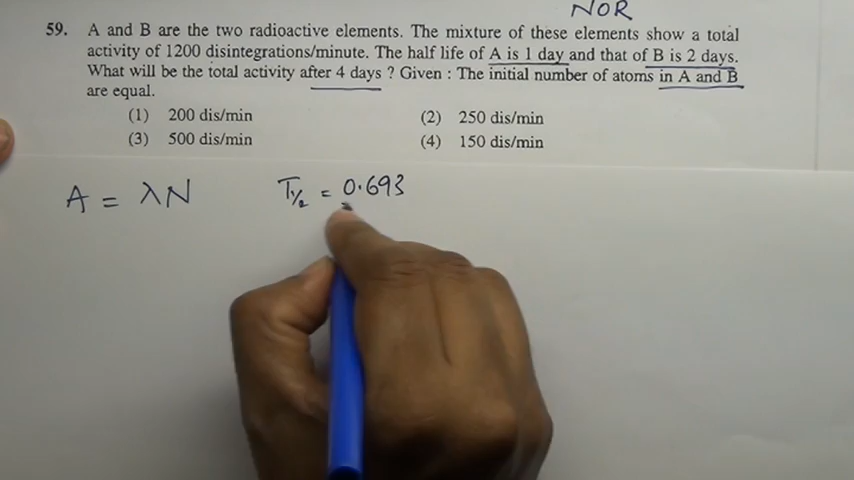 NOR
59. A and B are the two radioactive elements. The mixture of these elements show a total
activity of 1200 disintegrations/minute. The half life of A is 1 day and that of B is 2 days.
What will be the total activity after 4 days ? Given : The initial number of atoms in A and B
are equal.
(1) 200 dis/min (2) 250 dis/min
(3) 500 dis/min (4) 150 dis/min
A = λN T½ = 0.693